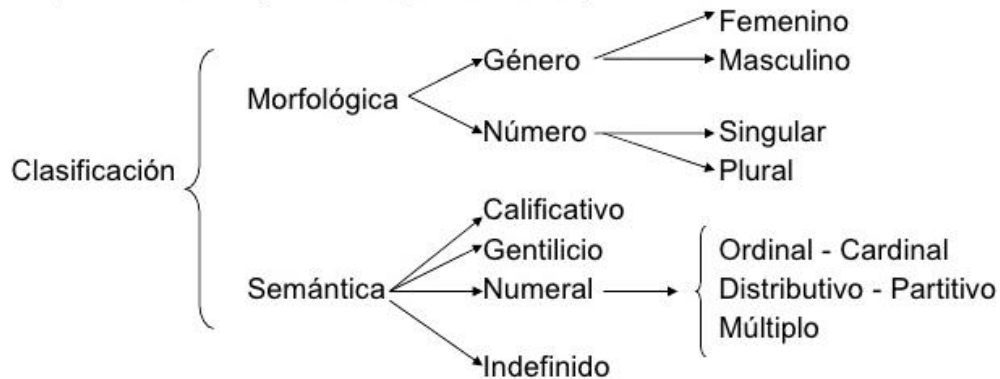 Femenino
Género
Masculino
Morfológica
Número
Singular
Clasificación
Plural
Calificativo
Gentilicio
Ordinal - Cardinal
Semántica
Numeral
Distributivo - Partitivo
Múltiplo
Indefinido